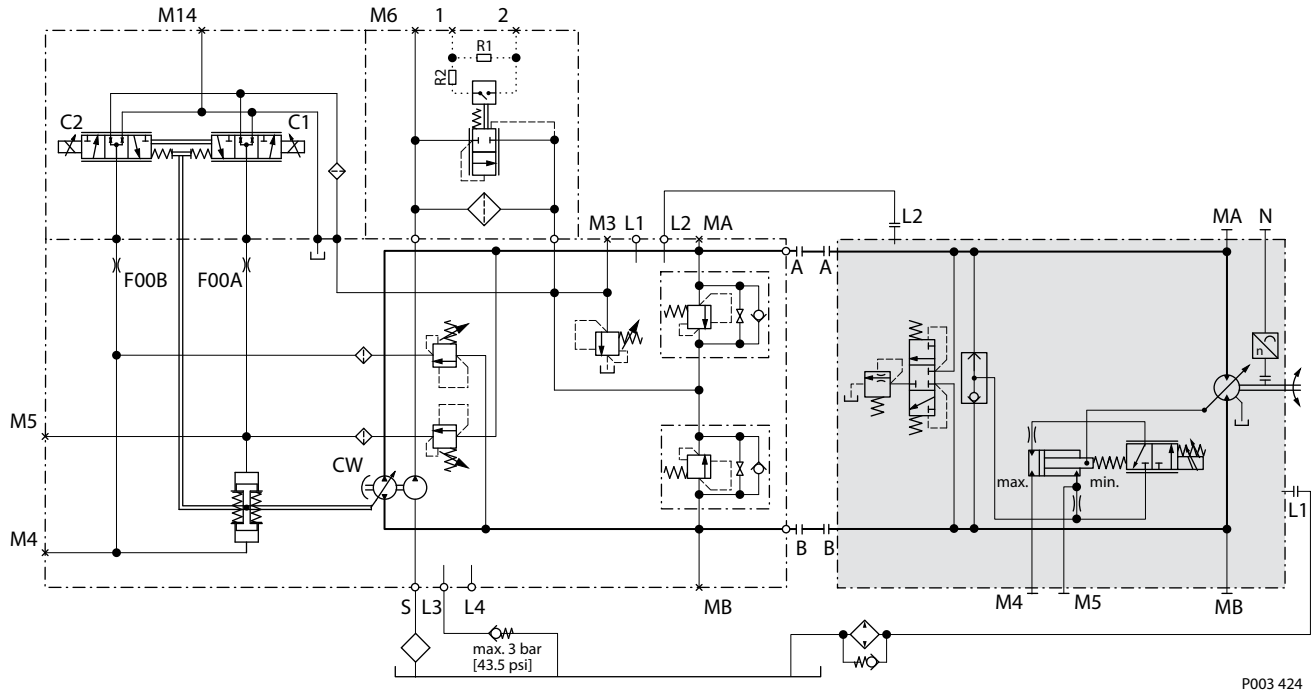 M14
M6
1
2
R1
R2
C2
C1
M3
L1
L2
MA
L2
MA
N
F00B
F00A
A
A
n
M5
CW
max.
min.
L1
M4
B
B
S
L3
L4
MB
M4
M5
MB
max. 3 bar
[43.5 psi]
P003 424